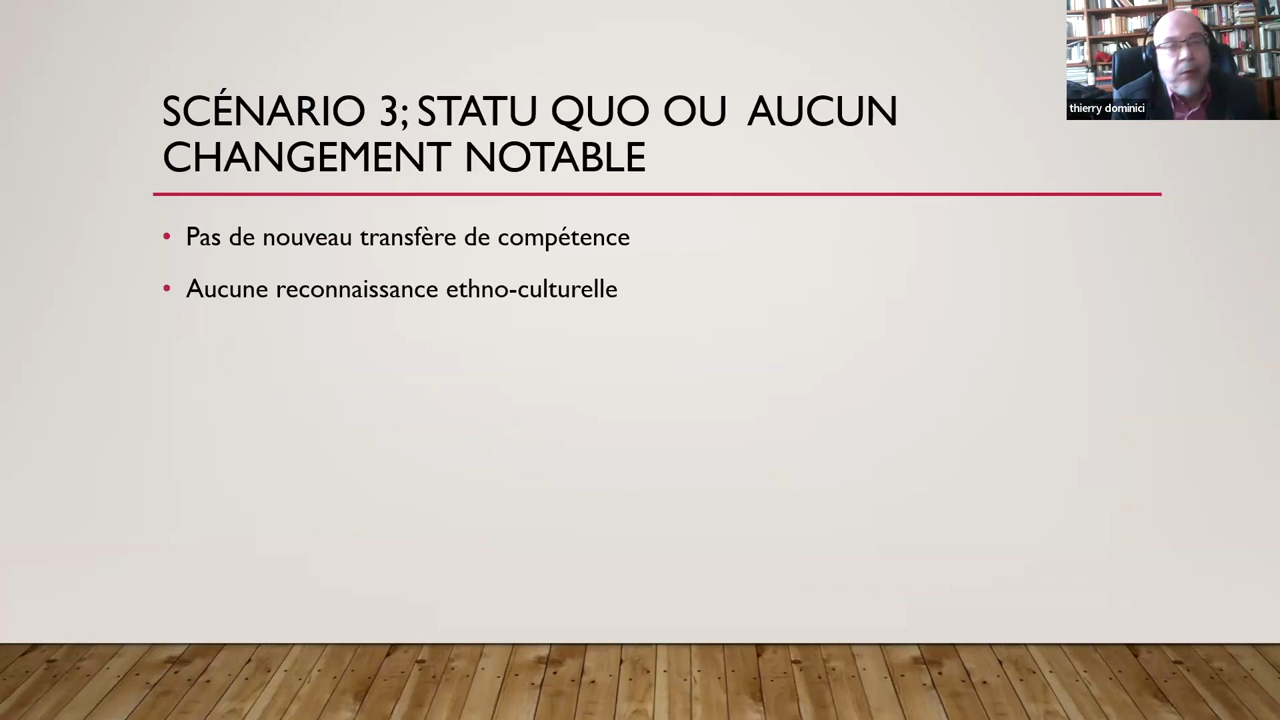 SCÉNARIO 3; STATU QUO OU AUCUN
CHANGEMENT NOTABLE
• Pas de nouveau transfère de compétence
• Aucune reconnaissance ethno-culturelle
thierry dominici